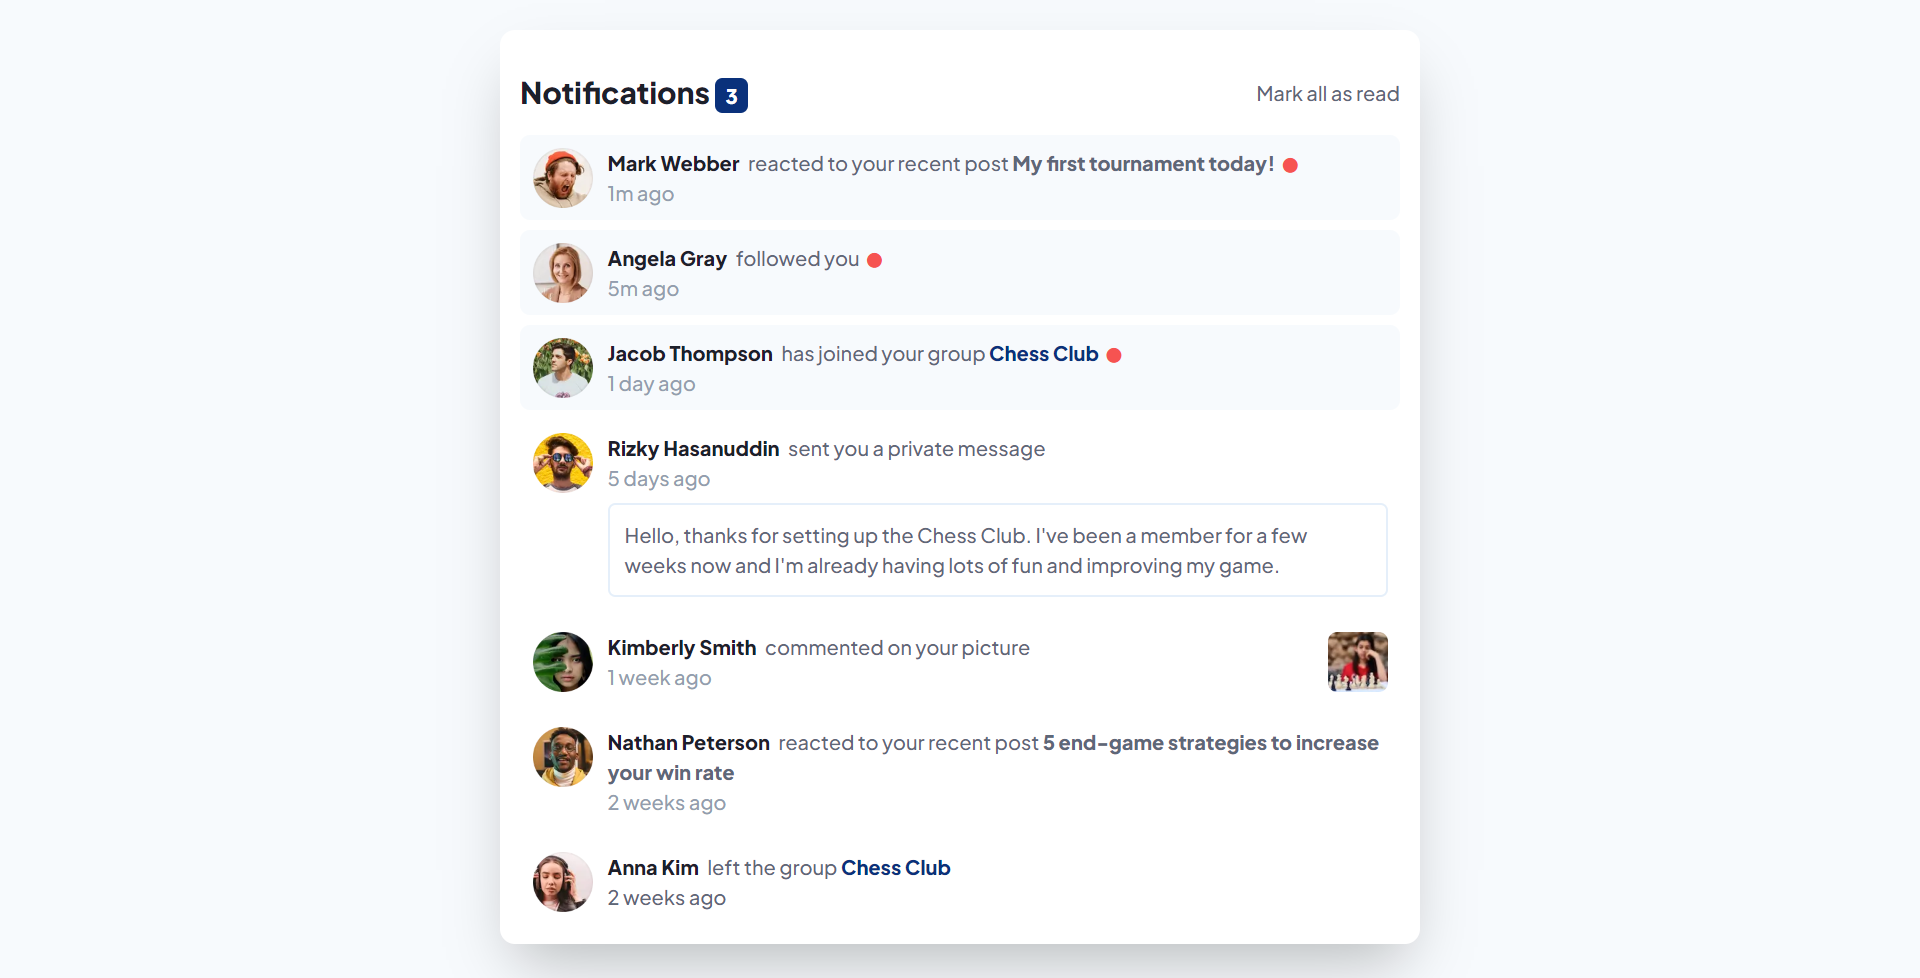 Notifications 3
Mark all as read
Mark Webber reacted to your recent post My first tournament today!
1m ago
Angela Gray followed you
5m ago
Jacob Thompson has joined your group Chess Club
1 day ago
Rizky Hasanuddin sent you a private message
5 days ago
Hello, thanks for setting up the Chess Club. I've been a member for a few
weeks now and I'm already having lots of fun and improving my game.
Kimberly Smith commented on your picture
1 week ago
Nathan Peterson reacted to your recent post 5 end-game strategies to increase
your win rate
2 weeks ago
Anna Kim left the group Chess Club
2 weeks ago